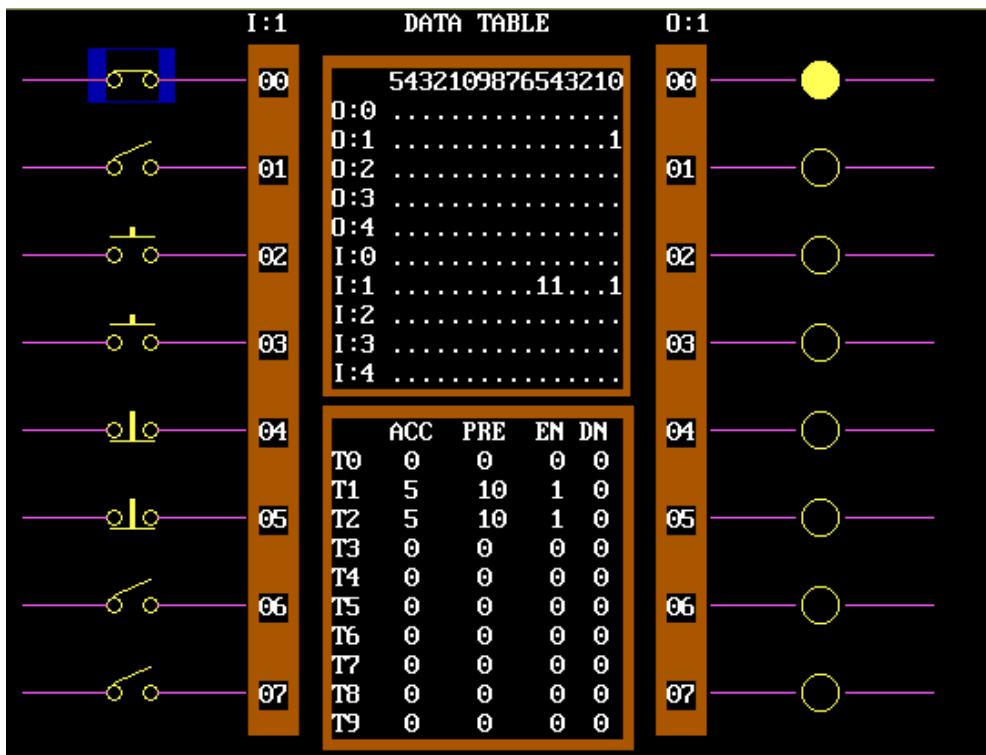 I:1 DATA TABLE O:1
00 5432109876543210 00
O:0 ................
O:1 ...............1
01 O:2 ................ 01
O:3 ................
O:4 ................
02 I:0 ................ 02
I:1 ..........11...1
I:2 ................
03 I:3 ................ 03
I:4 ................
04 ACC PRE EN DN 04
T0 0 0 0 0
T1 5 10 1 0
05 T2 5 10 1 0 05
T3 0 0 0 0
T4 0 0 0 0
06 T5 0 0 0 0 06
T6 0 0 0 0
T7 0 0 0 0
07 T8 0 0 0 0 07
T9 0 0 0 0